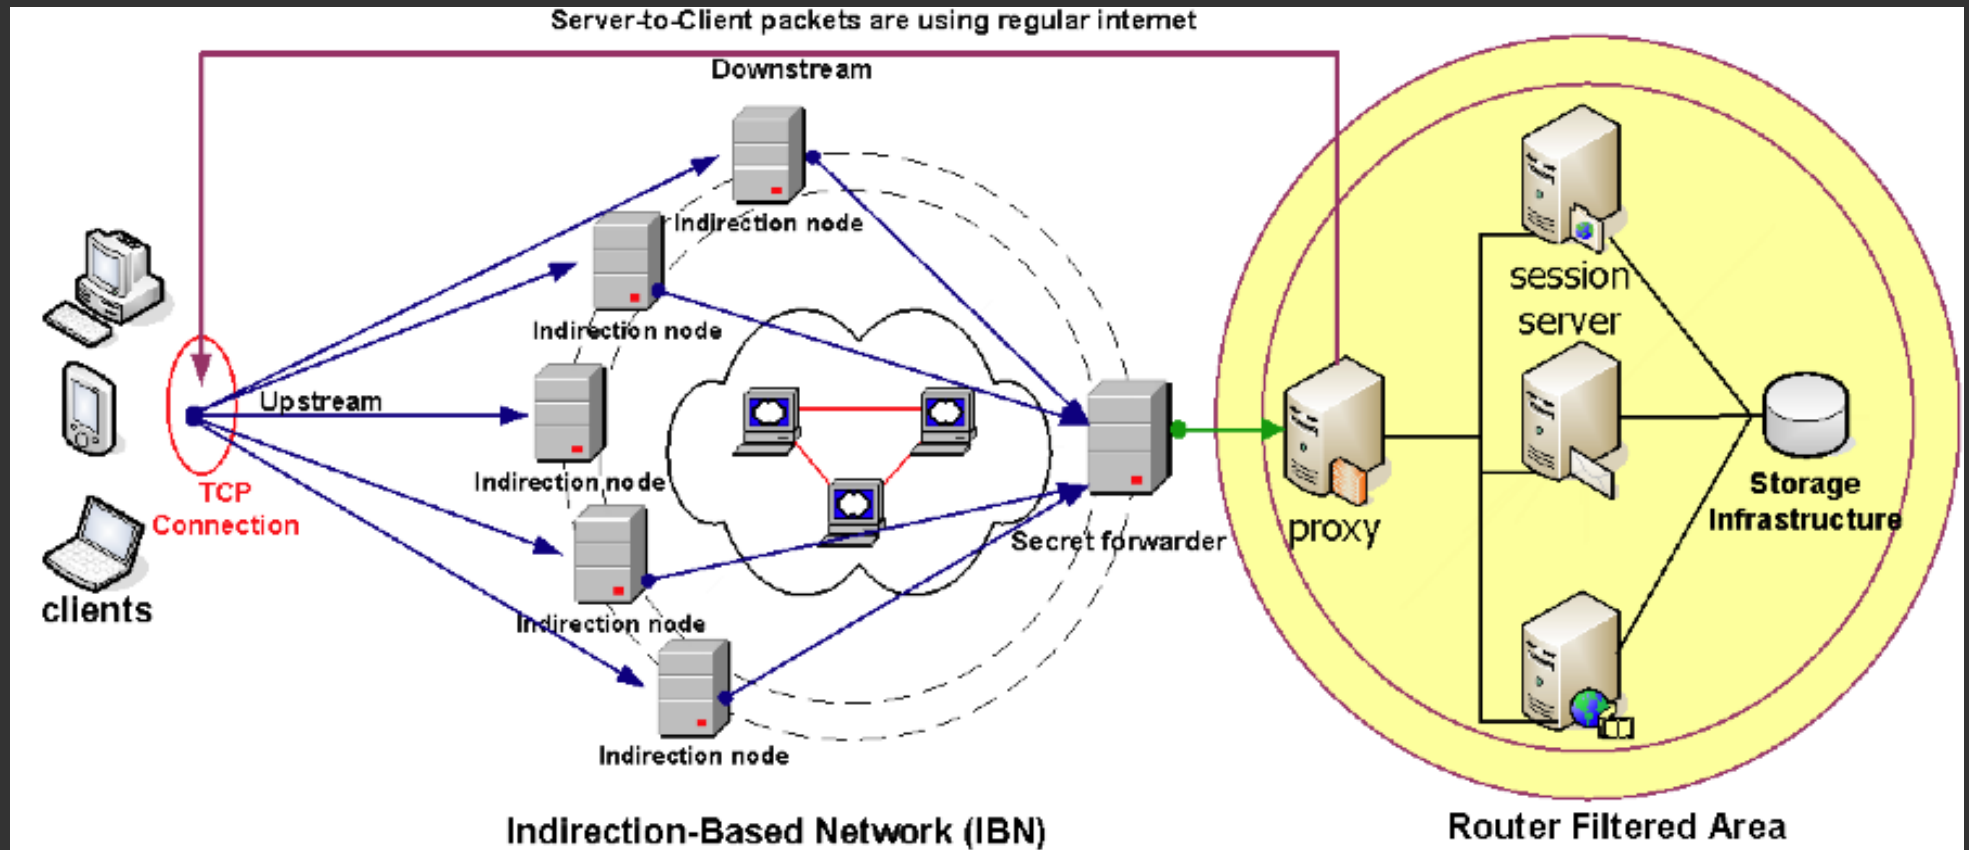 Server-to-Client packets are using regular internet
Downstream
Indirection node
Indirection node
Upstream
Indirection node
TCP
Connection
clients
Indirection node
Indirection node
Secret forwarder
session
server
proxy
Storage
Infrastructure
Indirection-Based Network (IBN)
Router Filtered Area